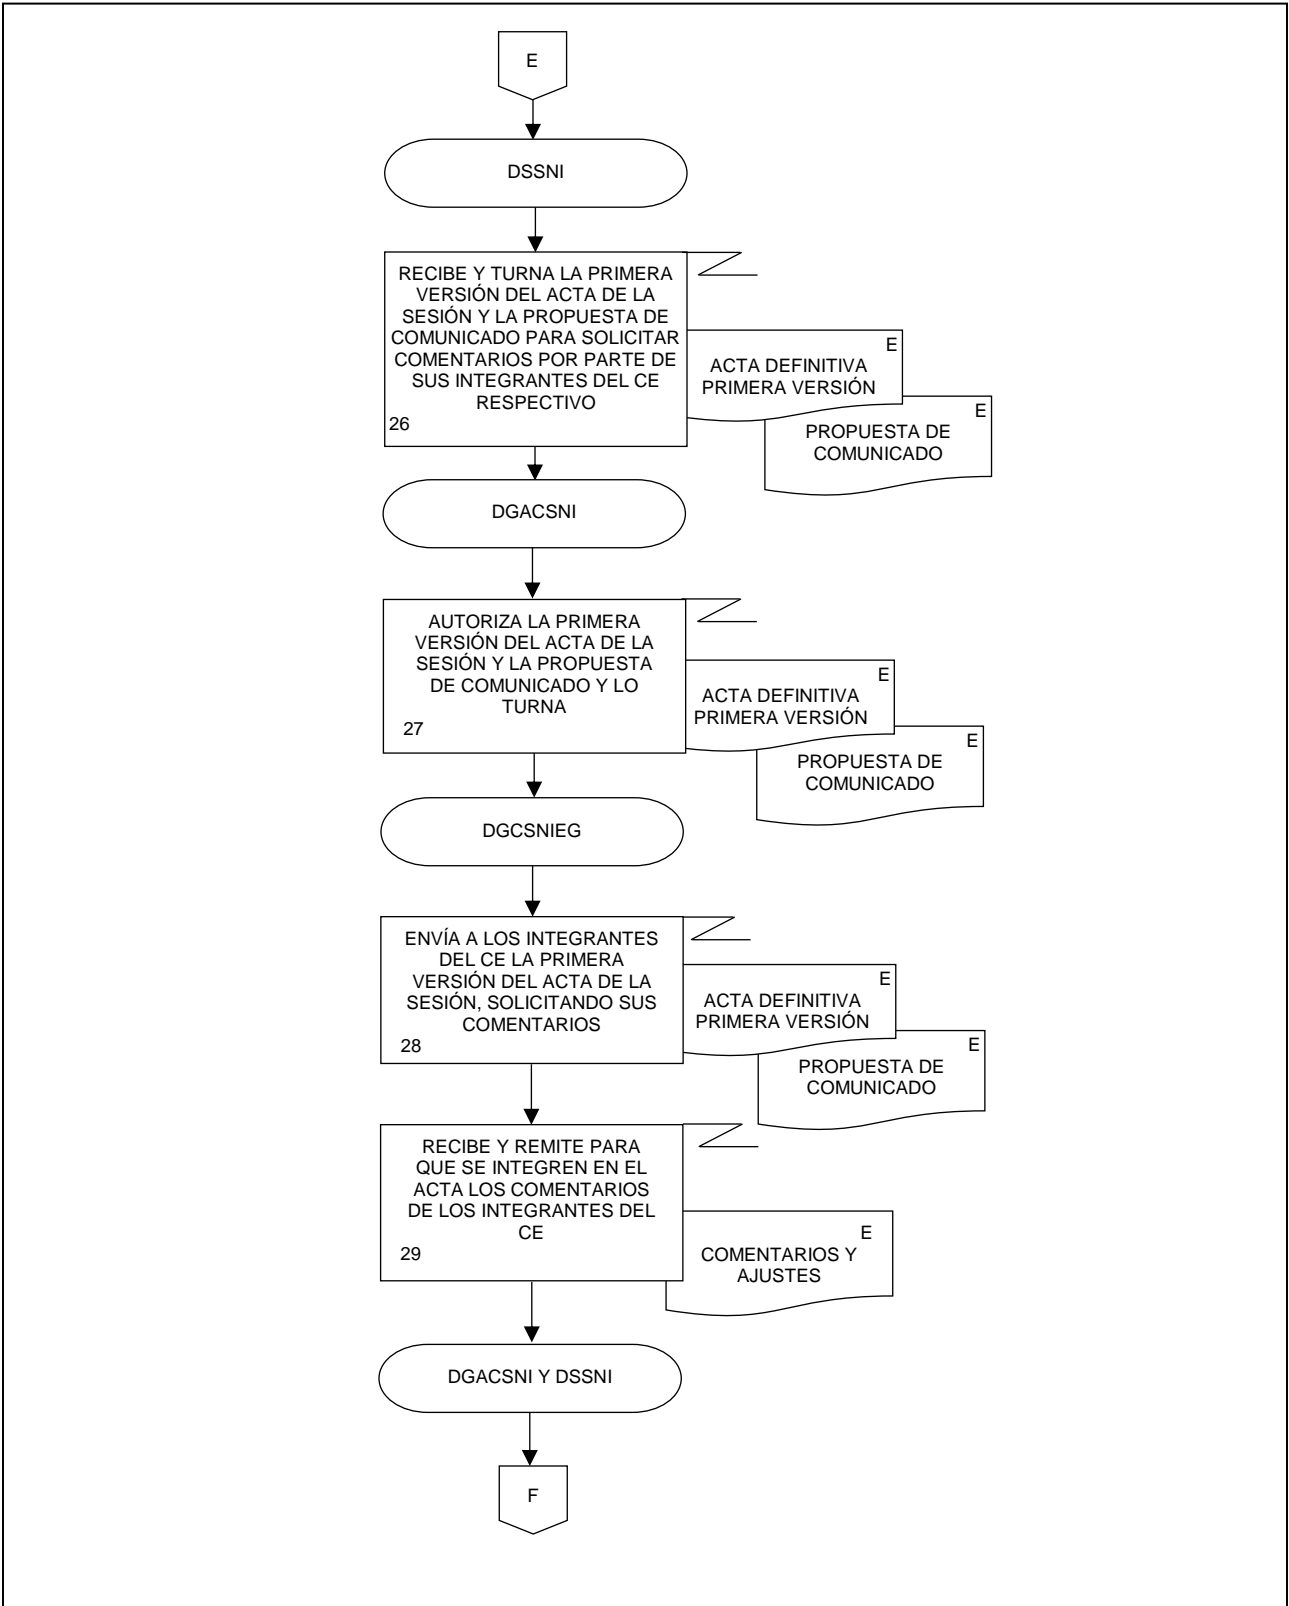 E
DSSNI
RECIBE Y TURNA LA PRIMERA
VERSIÓN DEL ACTA DE LA
SESIÓN Y LA PROPUESTA DE
COMUNICADO PARA SOLICITAR
COMENTARIOS POR PARTE DE
SUS INTEGRANTES DEL CE
RESPECTIVO
26
E
ACTA DEFINITIVA
PRIMERA VERSIÓN
E
PROPUESTA DE
COMUNICADO
DGACSNI
AUTORIZA LA PRIMERA
VERSIÓN DEL ACTA DE LA
SESIÓN Y LA PROPUESTA
DE COMUNICADO Y LO
TURNA
27
E
ACTA DEFINITIVA
PRIMERA VERSIÓN
E
PROPUESTA DE
COMUNICADO
DGCSNIEG
ENVÍA A LOS INTEGRANTES
DEL CE LA PRIMERA
VERSIÓN DEL ACTA DE LA
SESIÓN, SOLICITANDO SUS
COMENTARIOS
28
E
ACTA DEFINITIVA
PRIMERA VERSIÓN
E
PROPUESTA DE
COMUNICADO
RECIBE Y REMITE PARA
QUE SE INTEGREN EN EL
ACTA LOS COMENTARIOS
DE LOS INTEGRANTES DEL
CE
29
E
COMENTARIOS Y
AJUSTES
DGACSNI Y DSSNI
F